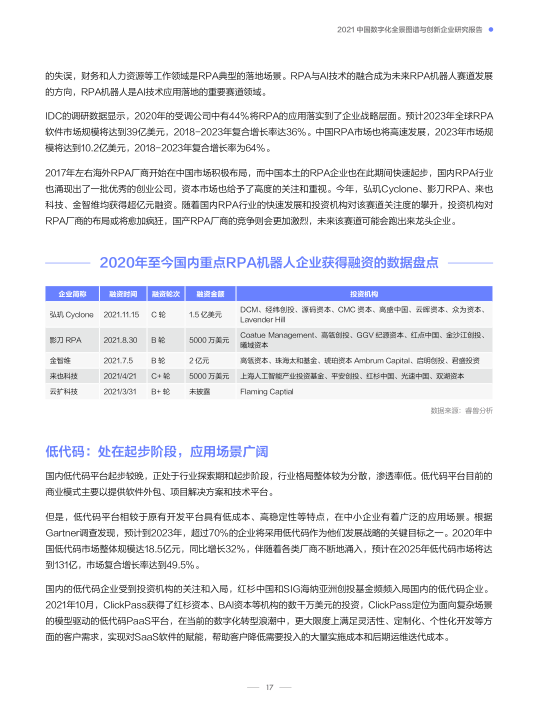 2021 中国数字化全景图谱与创新企业研究报告
的失误，财务和人力资源等工作领域是RPA典型的落地场景。RPA与AI技术的融合成为未来RPA机器人赛道发展
的方向，RPA机器人是AI技术应用落地的重要赛道领域。
IDC的调研数据显示，2020年的受调公司中有44%将RPA的应用落实到了企业战略层面。预计2023年全球RPA
软件市场规模将达到39亿美元，2018-2023年复合增长率达36%。中国RPA市场也将高速发展，2023年市场规
模将达到10.2亿美元，2018-2023年复合增长率为64%。
2017年左右海外RPA厂商开始在中国市场积极布局，而中国本土的RPA企业也在此期间快速起步，国内RPA行业
也涌现出了一批优秀的创业公司，资本市场也给予了高度的关注和重视。今年，弘玑Cyclone、影刀RPA、来也
科技、金智维均获得超亿元融资。随着国内RPA行业的快速发展和投资机构对该赛道关注度的攀升，投资机构对
RPA厂商的布局或将愈加疯狂，国产RPA厂商的竞争则会更加激烈，未来该赛道可能会跑出来龙头企业。
2020年至今国内重点RPA机器人企业获得融资的数据盘点
企业简称 融资时间 融资轮次 融资金额 投资机构
弘玑 Cyclone 2021.11.15 C 轮 1.5 亿美元 DCM、经纬创投、源码资本、CMC 资本、高盛中国、云晖资本、众为资本、
Lavender Hill
影刀 RPA 2021.8.30 B 轮 5000 万美元 Coatue Management、高瓴创投、GGV 纪源资本、红点中国、金沙江创投、
曦域资本
金智维 2021.7.5 B 轮 2 亿元 高瓴资本、珠海太和基金、琥珀资本 Ambrum Capital、启明创投、君盛投资
来也科技 2021/4/21 C+ 轮 5000 万美元 上海人工智能产业投资基金、平安创投、红杉中国、光速中国、双湖资本
云扩科技 2021/3/31 B+ 轮 未披露 Flaming Captial
数据来源：睿兽分析
低代码：处在起步阶段，应用场景广阔
国内低代码平台起步较晚，正处于行业探索期和起步阶段，行业格局整体较为分散，渗透率低。低代码平台目前的
商业模式主要以提供软件外包、项目解决方案和技术平台。
但是，低代码平台相较于原有开发平台具有低成本、高稳定性等特点，在中小企业有着广泛的应用场景。根据
Gartner调查发现，预计到2023年，超过70%的企业将采用低代码作为他们发展战略的关键目标之一。2020年中
国低代码市场整体规模达18.5亿元，同比增长32%，伴随着各类厂商不断地涌入，预计在2025年低代码市场将达
到131亿，市场复合增长率达到49.5%。
国内的低代码企业受到投资机构的关注和入局，红杉中国和SIG海纳亚洲创投基金频频入局国内的低代码企业。
2021年10月，ClickPass获得了红杉资本、BAI资本等机构的数千万美元的投资，ClickPass定位为面向复杂场景
的模型驱动的低代码PaaS平台，在当前的数字化转型浪潮中，更大限度上满足灵活性、定制化、个性化开发等方
面的客户需求，实现对SaaS软件的赋能，帮助客户降低需要投入的大量实施成本和后期运维迭代成本。
17